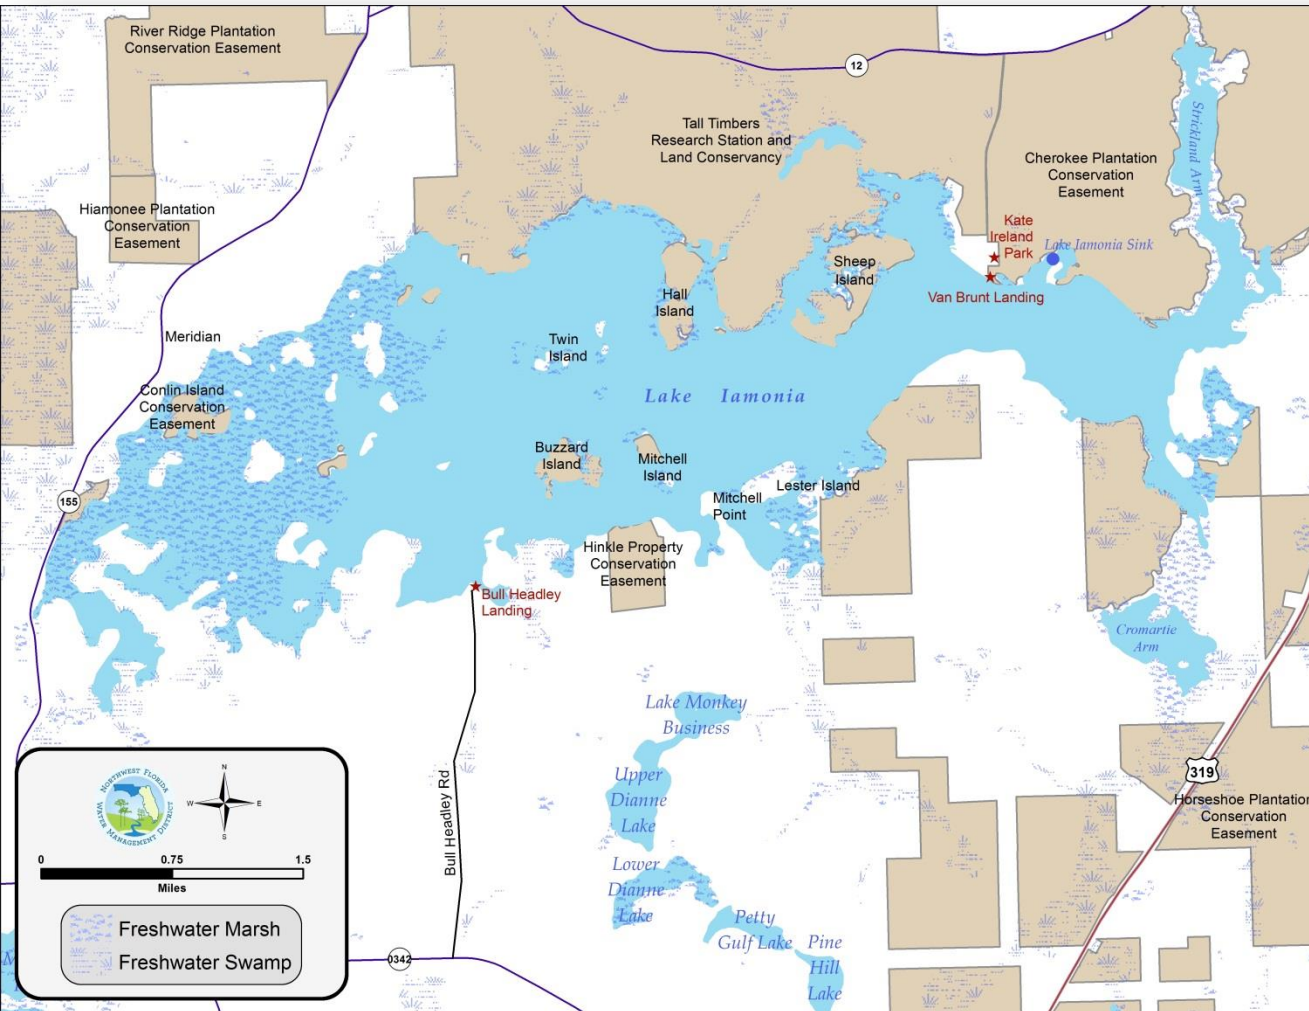 River Ridge Plantation
Conservation Easement
12
Tall Timbers
Research Station and
Land Conservancy
Strickland Arm
Cherokee Plantation
Conservation
Easement
Hiamonee Plantation
Conservation
Easement
Kate
Ireland
Park
Lake Iamonia Sink
Sheep
Island
Van Brunt Landing
Hall
Island
Meridian
Twin
Island
Conlin Island
Conservation
Easement
Lake Iamonia
Buzzard
Island
Mitchell
Island
Lester Island
Mitchell
Point
155
Hinkle Property
Conservation
Easement
Bull Headley
Landing
Cromartie
Arm
Lake Monkey
Business
Upper
Dianne
Lake
319
Horseshoe Plantation
Conservation
Easement
Bull Headley Rd
Lower
Dianne
Lake
Petty
Gulf Lake
Pine
Hill
Lake
0342
NORTHWEST FLORIDA
WATER MANAGEMENT DISTRICT
N
W E
S
0 0.75 1.5
Miles
Freshwater Marsh
Freshwater Swamp